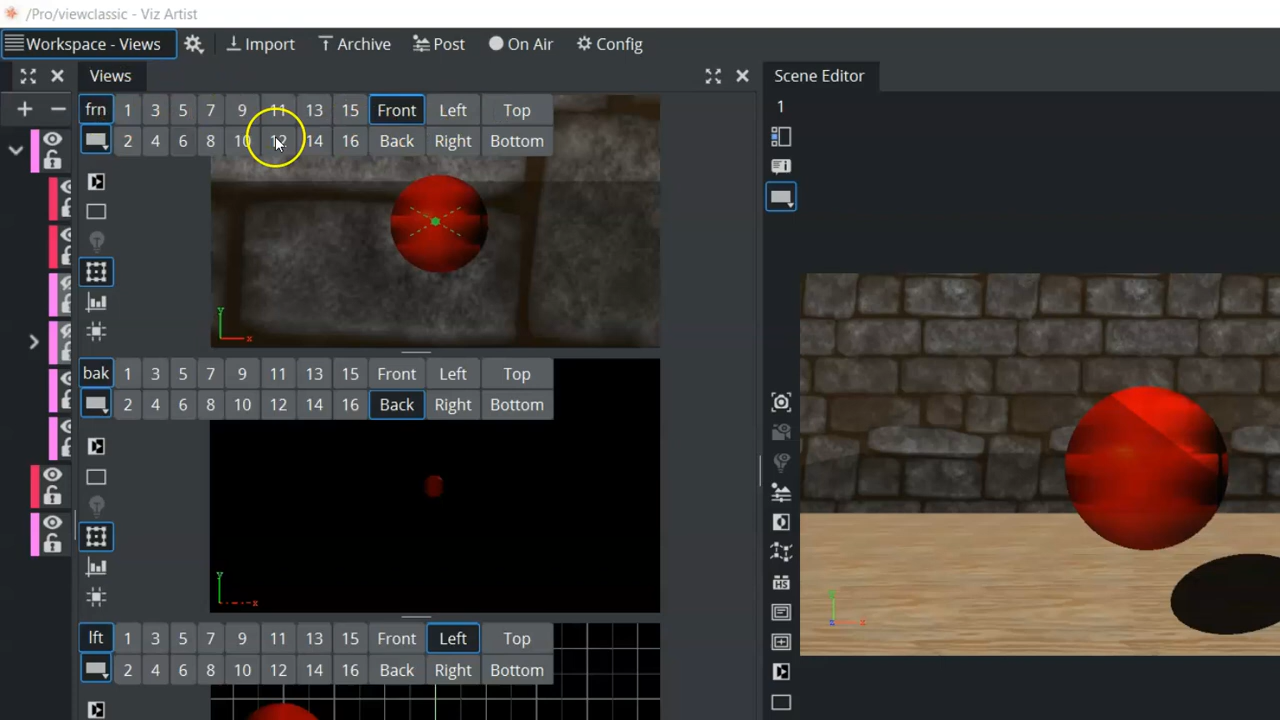 /Pro/viewclassic - Viz Artist
Workspace - Views Import Archive Post On Air Config
Views
Scene Editor
frn 1 3 5 7 9 11 13 15 Front Left Top
2 4 6 8 10 12 14 16 Back Right Bottom
1
y
x
bak 1 3 5 7 9 11 13 15 Front Left Top
2 4 6 8 10 12 14 16 Back Right Bottom
HS
y
x
y
z x
lft 1 3 5 7 9 11 13 15 Front Left Top
2 4 6 8 10 12 14 16 Back Right Bottom